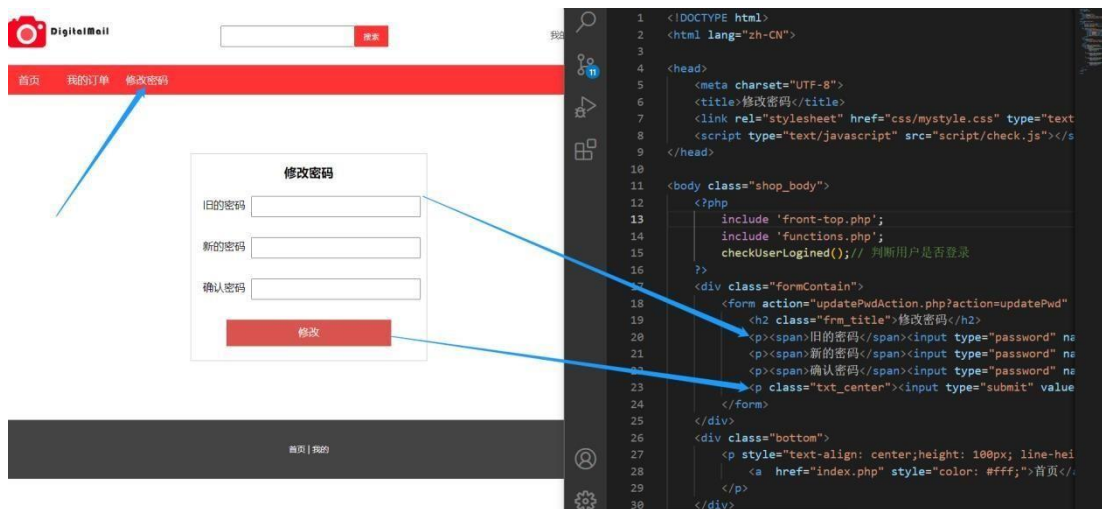 DigitalMall
搜索
我的
首页 我的订单 修改密码
修改密码
旧的密码
新的密码
确认密码
修改
首页 | 我的
11
1 <!DOCTYPE html>
2 <html lang="zh-CN">
3
4 <head>
5 <meta charset="UTF-8">
6 <title>修改密码</title>
7 <link rel="stylesheet" href="css/mystyle.css" type="text
8 <script type="text/javascript" src="script/check.js"></s
9 </head>
10
11 <body class="shop_body">
12 <?php
13 include 'front-top.php';
14 include 'functions.php';
15 checkUserLogined();// 判断用户是否登录
16 ?>
17 <div class="formContain">
18 <form action="updatePwdAction.php?action=updatePwd"
19 <h2 class="frm_title">修改密码</h2>
20 <p><span>旧的密码</span><input type="password" na
21 <p><span>新的密码</span><input type="password" na
22 <p><span>确认密码</span><input type="password" na
23 <p class="txt_center"><input type="submit" value
24 </form>
25 </div>
26 <div class="bottom">
27 <p style="text-align: center;height: 100px; line-hei
28 <a href="index.php" style="color: #fff;">首页</
29 </p>
30 </div>